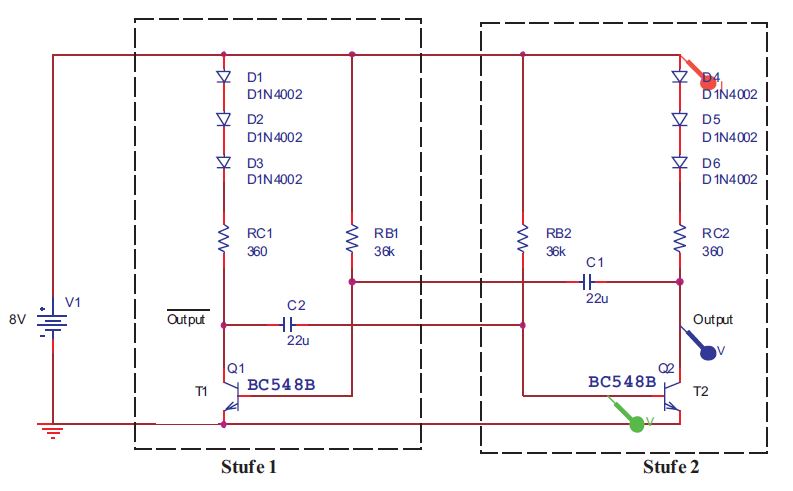 D1
D1N4002
D2
D1N4002
D3
D1N4002
RC1
360
RB1
36k
D4
D1N4002
D5
D1N4002
D6
D1N4002
RB2
36k
RC2
360
C1
22u
V1
8V
Output
C2
22u
Output
V
Q1
BC548B
T1
Q2
BC548B
T2
V
Stufe 1
Stufe 2